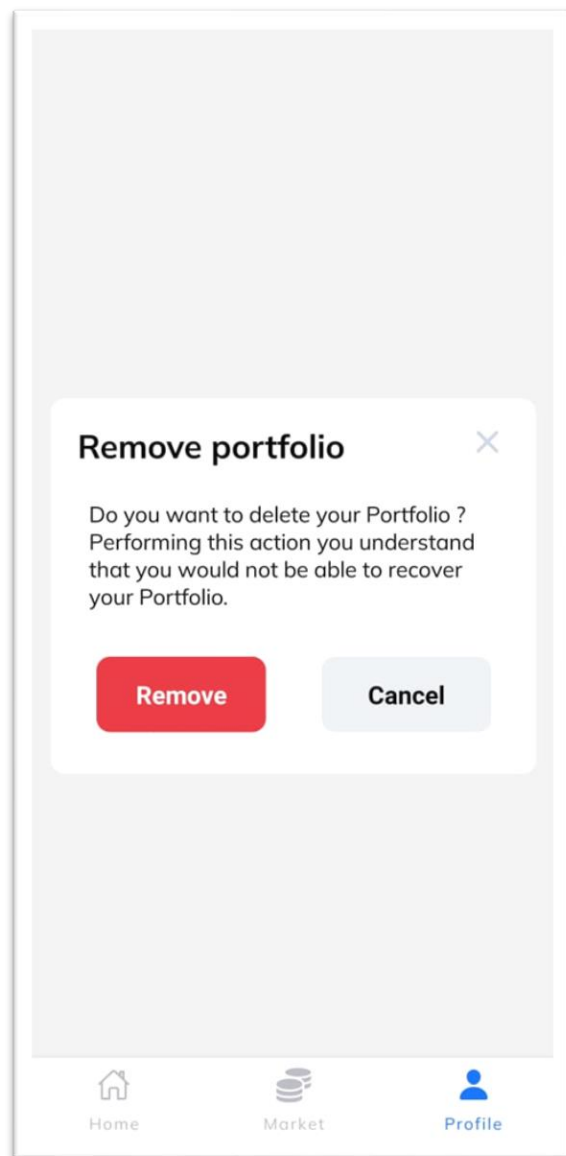 Remove portfolio
Do you want to delete your Portfolio ?
Performing this action you understand
that you would not be able to recover
your Portfolio.
Remove
Cancel
Home
Market
Profile